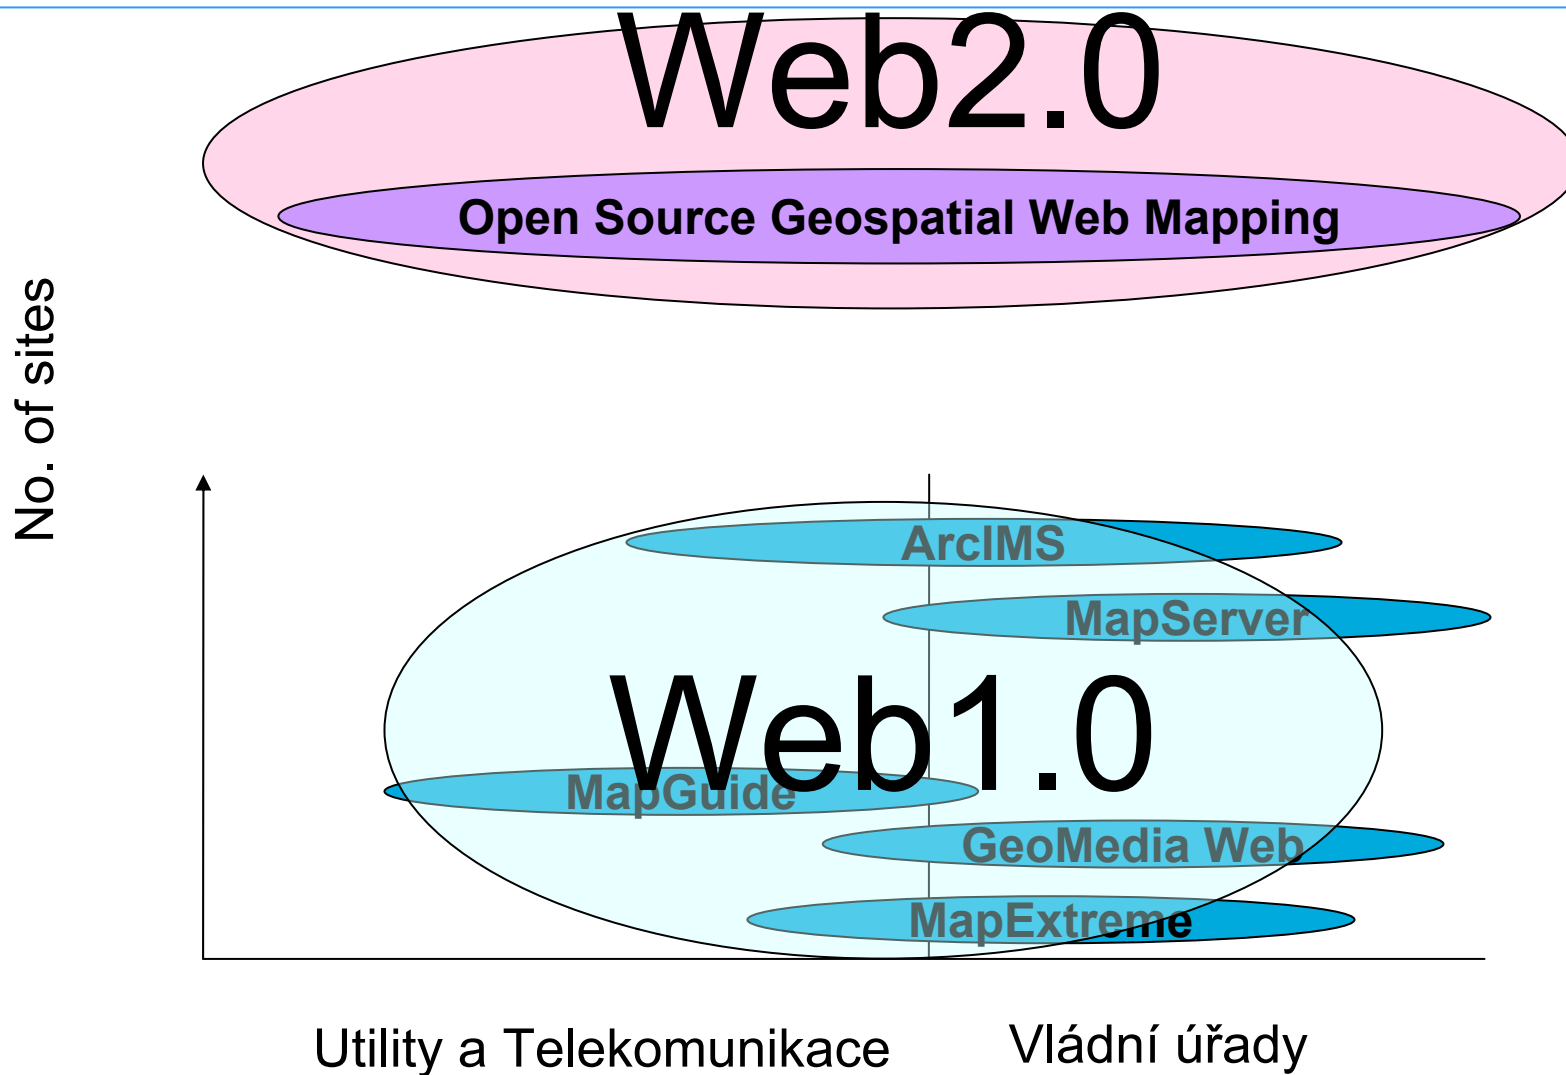 Web2.0
Open Source Geospatial Web Mapping
No. of sites
ArcIMS
MapServer
Web1.0
MapGuide
GeoMedia Web
MapExtreme
Utility a Telekomunikace
Vládní úřady